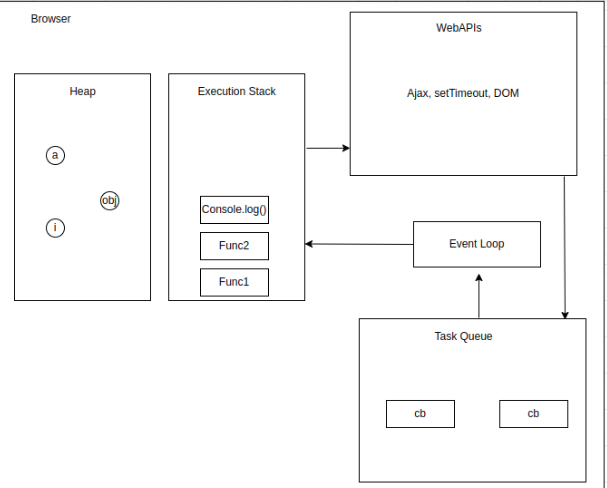 Browser
WebAPIs
Ajax, setTimeout, DOM
Heap
a
obj
i
Execution Stack
Console.log()
Func2
Func1
Event Loop
Task Queue
cb
cb